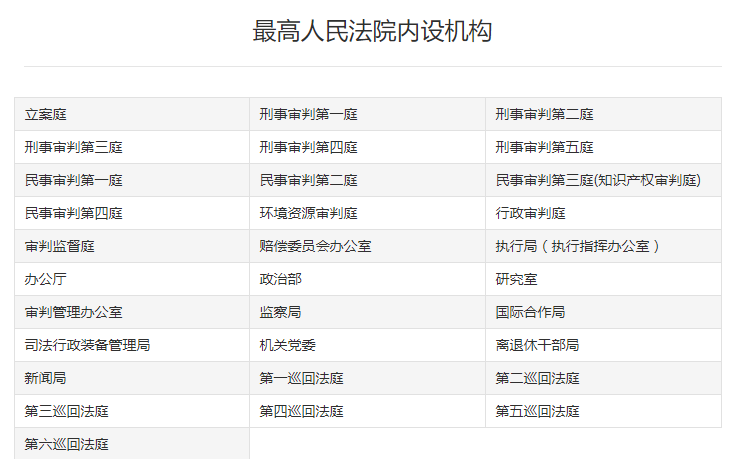 最高人民法院内设机构
立案庭 刑事审判第一庭 刑事审判第二庭
刑事审判第三庭 刑事审判第四庭 刑事审判第五庭
民事审判第一庭 民事审判第二庭 民事审判第三庭(知识产权审判庭)
民事审判第四庭 环境资源审判庭 行政审判庭
审判监督庭 赔偿委员会办公室 执行局（执行指挥办公室）
办公厅 政治部 研究室
审判管理办公室 监察局 国际合作局
司法行政装备管理局 机关党委 离退休干部局
新闻局 第一巡回法庭 第二巡回法庭
第三巡回法庭 第四巡回法庭 第五巡回法庭
第六巡回法庭